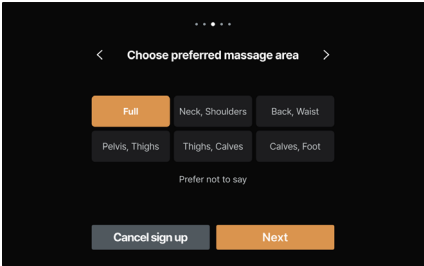 Choose preferred massage area
Full
Neck, Shoulders
Back, Waist
Pelvis, Thighs
Thighs, Calves
Calves, Foot
Prefer not to say
Cancel sign up
Next